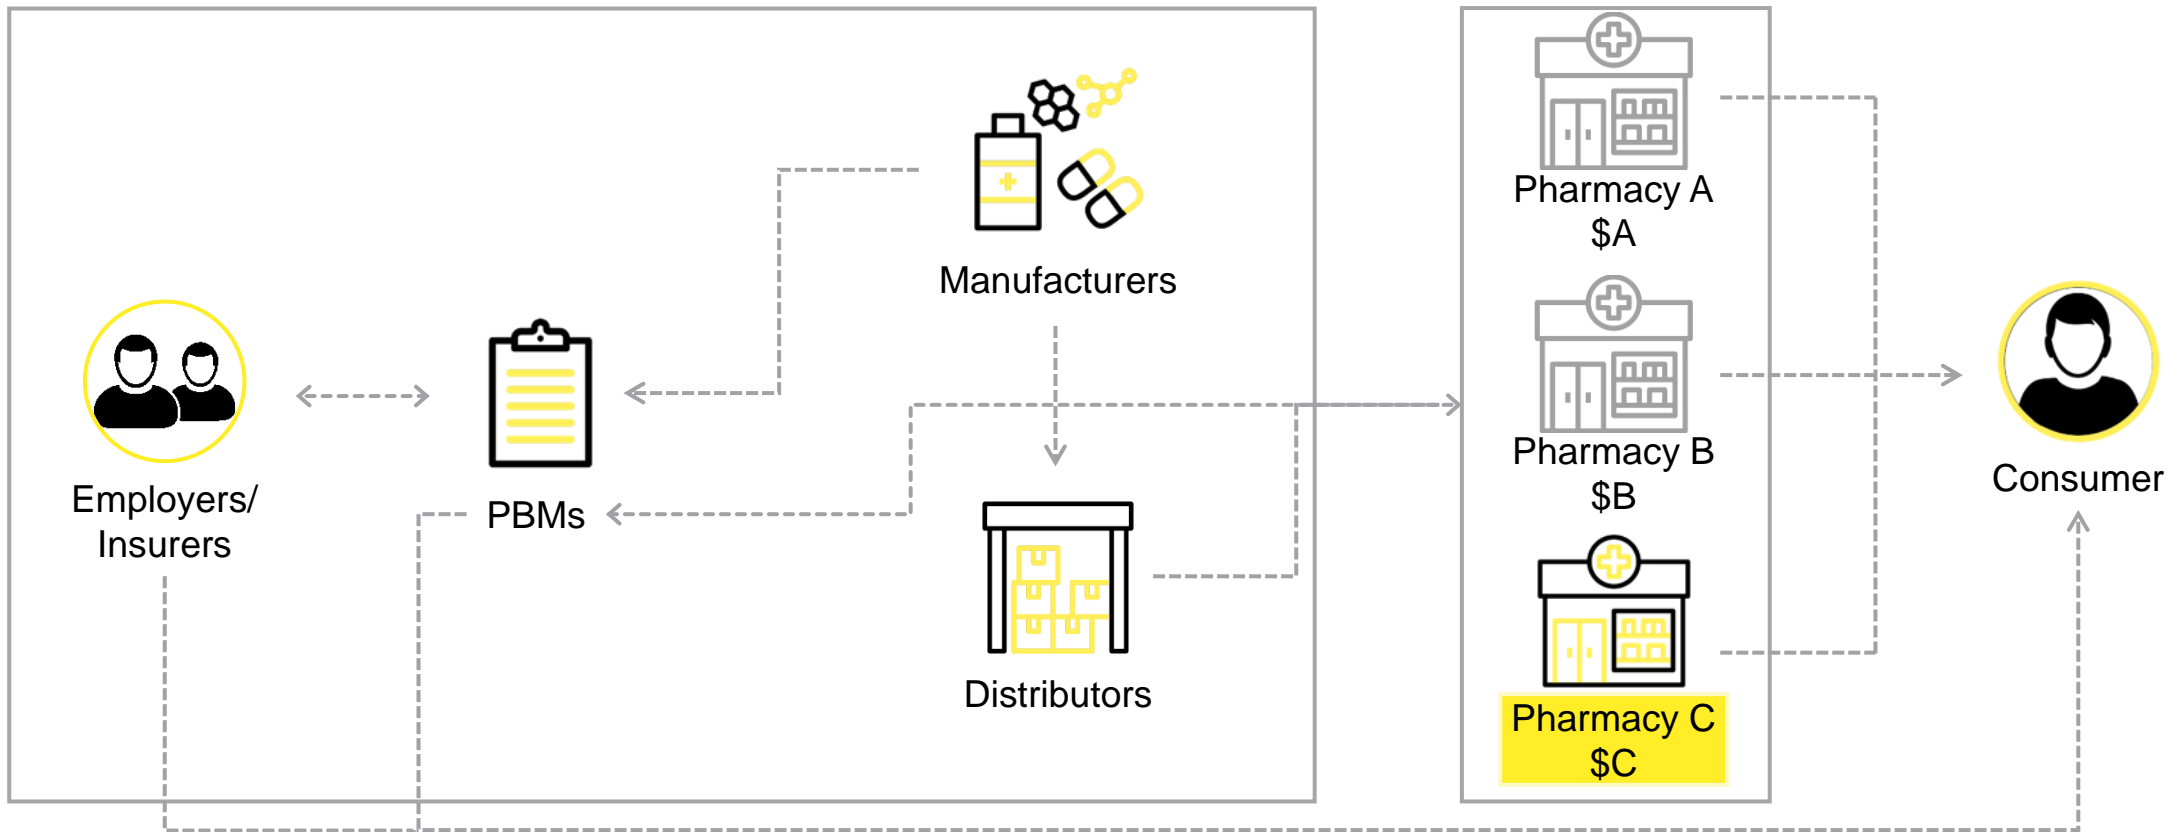 Employers/
Insurers
PBMs
Manufacturers
Distributors
Pharmacy A
$A
Pharmacy B
$B
Pharmacy C
$C
Consumer